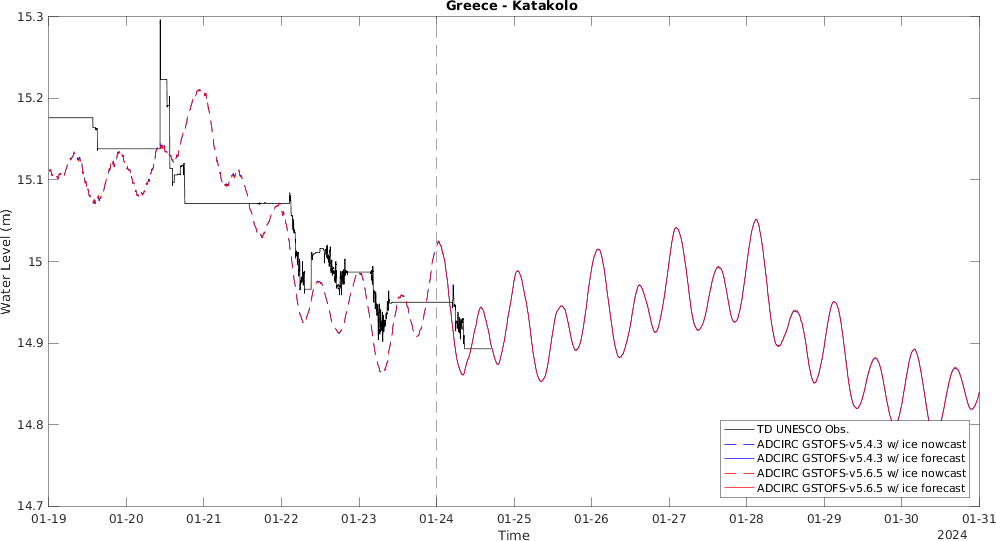 Greece - Katakolo
15.3
15.2
15.1
15
14.9
14.8
14.7
Water Level (m)
TD UNESCO Obs.
ADCIRC GSTOFS-v5.4.3 w/ ice nowcast
ADCIRC GSTOFS-v5.4.3 w/ ice forecast
ADCIRC GSTOFS-v5.6.5 w/ ice nowcast
ADCIRC GSTOFS-v5.6.5 w/ ice forecast
01-19 01-20 01-21 01-22 01-23 01-24 01-25 01-26 01-27 01-28 01-29 01-30 01-31
Time
2024